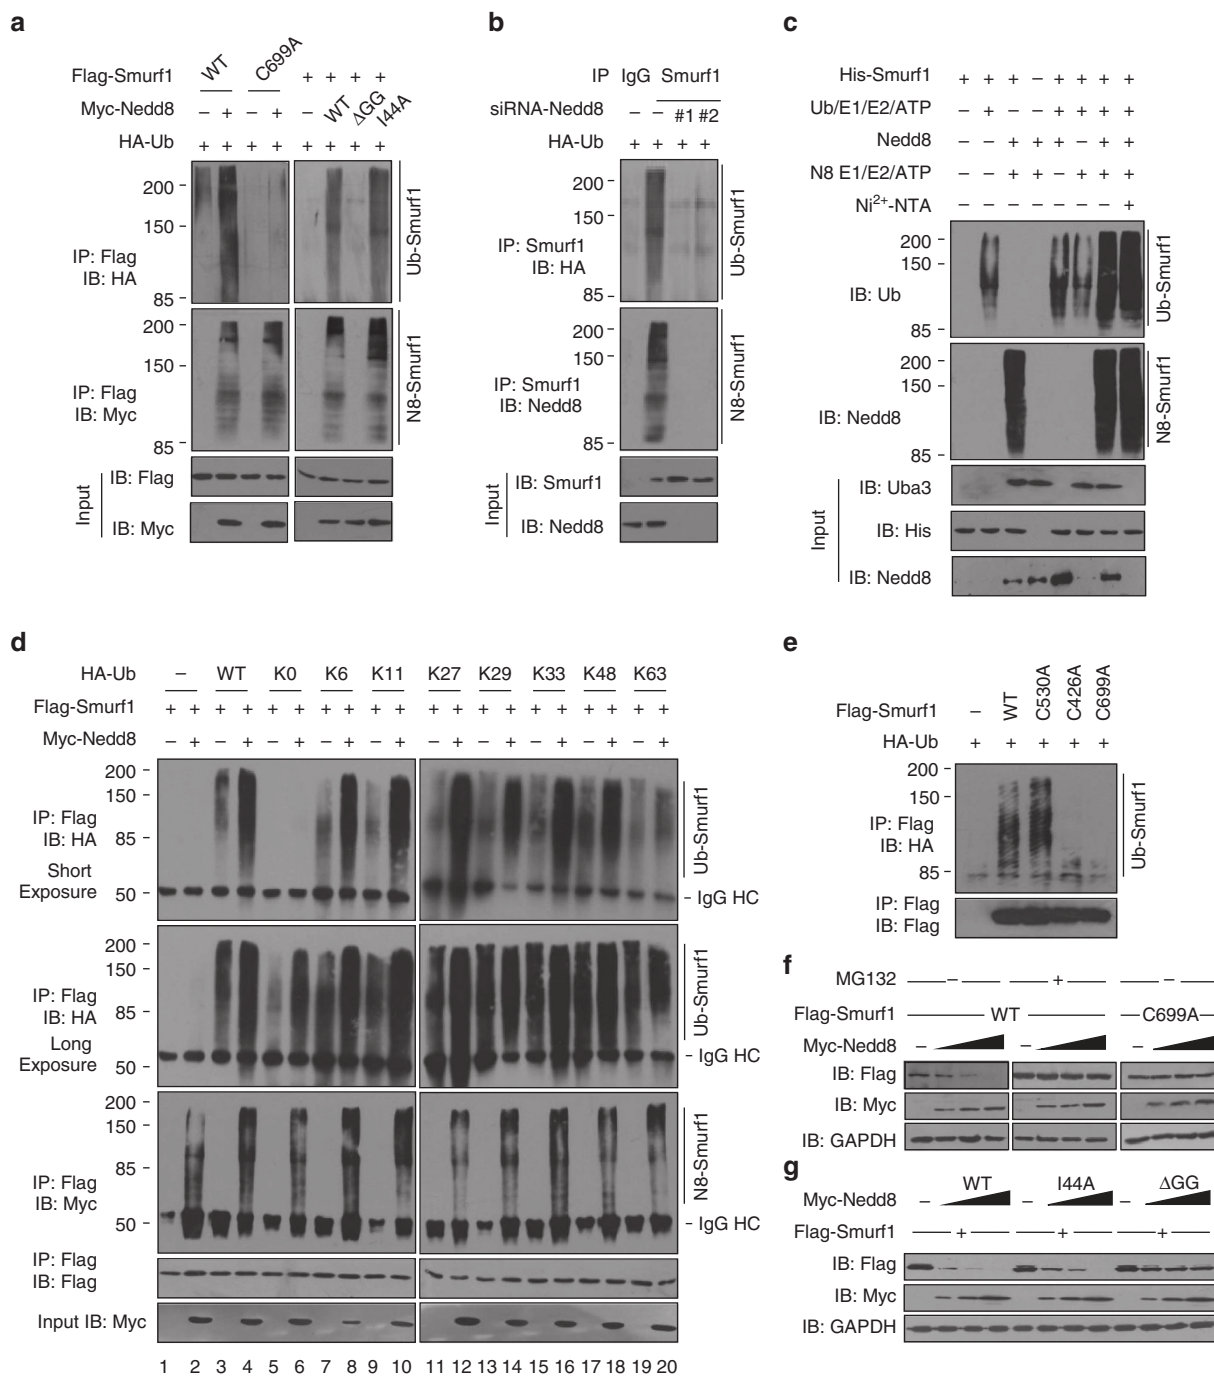 a
WT C699A
Flag-Smurf1 + + + +
Myc-Nedd8 – + – + – WT ΔGG I44A
HA-Ub + + + + + + + +
200
150
85
IP: Flag
IB: HA
Ub-Smurf1
200
150
85
IP: Flag
IB: Myc
N8-Smurf1
Input
IB: Flag
IB: Myc
b
IP IgG Smurf1
siRNA-Nedd8 – – #1 #2
HA-Ub + + + +
200
150
85
IP: Smurf1
IB: HA
Ub-Smurf1
200
150
85
IP: Smurf1
IB: Nedd8
N8-Smurf1
Input
IB: Smurf1
IB: Nedd8
c
His-Smurf1 + + + – + + + +
Ub/E1/E2/ATP – + – – + + + +
Nedd8 – – + + + – + +
N8 E1/E2/ATP – – + + – + + +
Ni2+-NTA – – – – – – – +
200
150
85
IB: Ub
Ub-Smurf1
200
150
85
IB: Nedd8
N8-Smurf1
Input
IB: Uba3
IB: His
IB: Nedd8
d
HA-Ub – WT K0 K6 K11 K27 K29 K33 K48 K63
Flag-Smurf1 + + + + + + + + + + + + + + + + + + + +
Myc-Nedd8 – + – + – + – + – + – + – + – + – + – +
200
150
85
50
IP: Flag
IB: HA
Short
Exposure
Ub-Smurf1
IgG HC
200
150
85
50
IP: Flag
IB: HA
Long
Exposure
Ub-Smurf1
IgG HC
200
150
85
50
IP: Flag
IB: Myc
N8-Smurf1
IgG HC
IP: Flag
IB: Flag
Input IB: Myc
1 2 3 4 5 6 7 8 9 10 11 12 13 14 15 16 17 18 19 20
e
Flag-Smurf1 – WT C530A C426A C699A
HA-Ub + + + + +
200
150
85
IP: Flag
IB: HA
Ub-Smurf1
IP: Flag
IB: Flag
f
MG132 – + –
Flag-Smurf1 WT C699A
Myc-Nedd8 – – –
IB: Flag
IB: Myc
IB: GAPDH
g
WT I44A ΔGG
Myc-Nedd8 – – –
Flag-Smurf1 + + +
IB: Flag
IB: Myc
IB: GAPDH